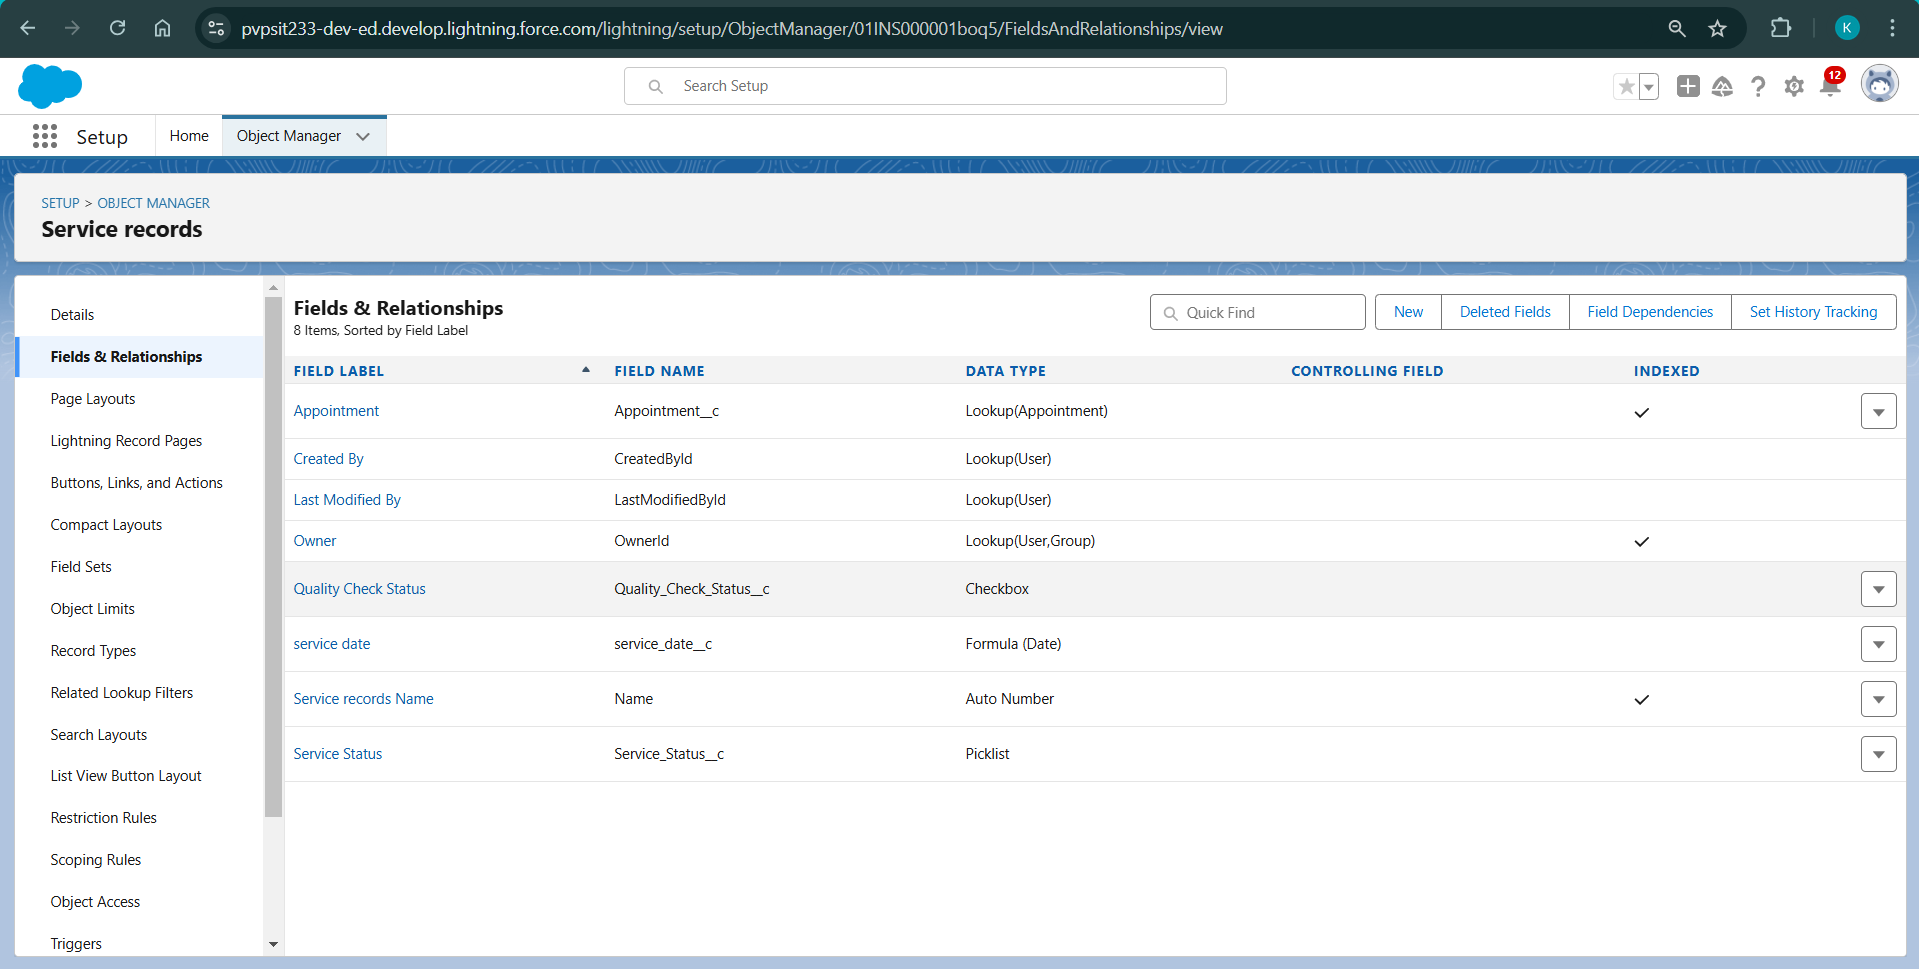 pvpsit233-dev-ed.develop.lightning.force.com/lightning/setup/ObjectManager/01INS000001boq5/FieldsAndRelationships/view
K
Search Setup
12
Setup
Home
Object Manager
SETUP > OBJECT MANAGER
Service records
Details
Fields & Relationships
Page Layouts
Lightning Record Pages
Buttons, Links, and Actions
Compact Layouts
Field Sets
Object Limits
Record Types
Related Lookup Filters
Search Layouts
List View Button Layout
Restriction Rules
Scoping Rules
Object Access
Triggers
Fields & Relationships
8 Items, Sorted by Field Label
Quick Find
New
Deleted Fields
Field Dependencies
Set History Tracking
FIELD LABEL FIELD NAME DATA TYPE CONTROLLING FIELD INDEXED
Appointment Appointment__c Lookup(Appointment)
Created By CreatedById Lookup(User)
Last Modified By LastModifiedById Lookup(User)
Owner OwnerId Lookup(User,Group)
Quality Check Status Quality_Check_Status__c Checkbox
service date service_date__c Formula (Date)
Service records Name Name Auto Number
Service Status Service_Status__c Picklist